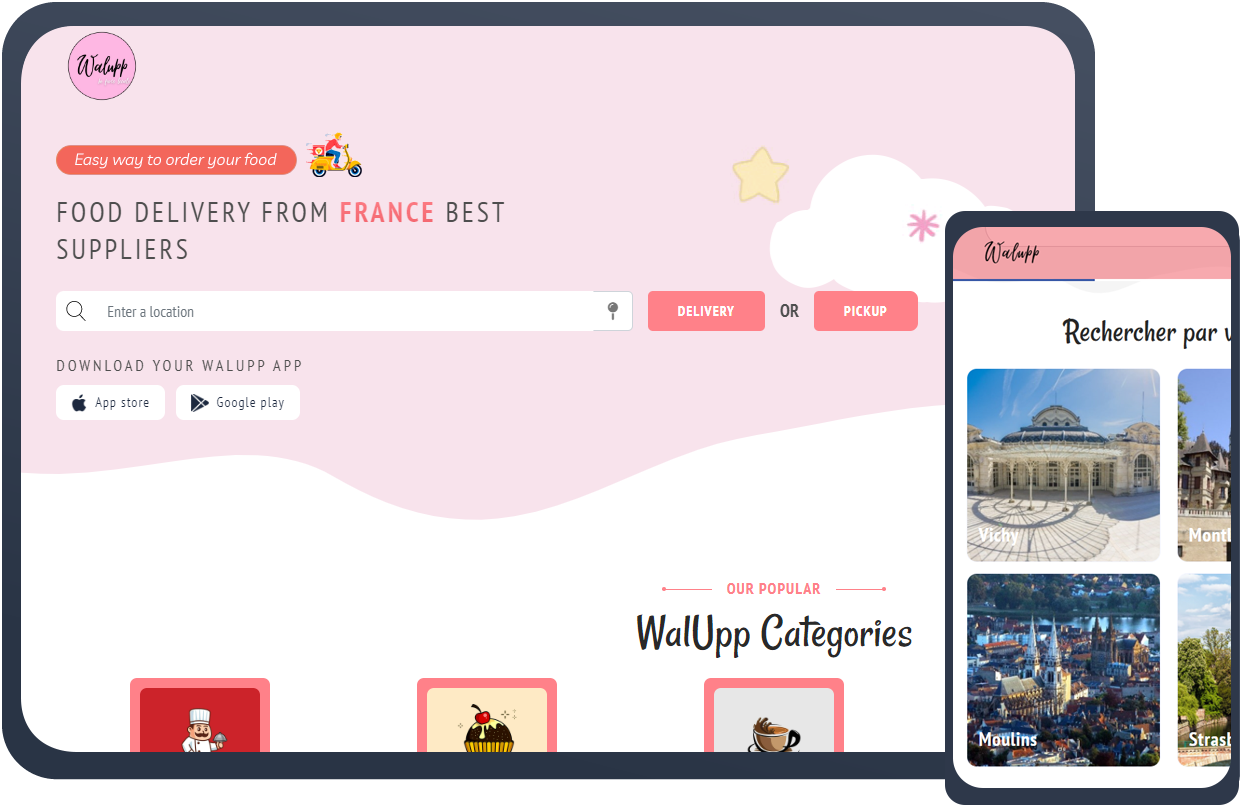 Walupp
Easy way to order your food
FOOD DELIVERY FROM FRANCE BEST
SUPPLIERS
Enter a location
DELIVERY
OR
PICKUP
DOWNLOAD YOUR WALUPP APP
App store
Google play
OUR POPULAR
WalUpp Categories
Walupp
Rechercher par v
Vichy
Montl
Moulins
Strasb